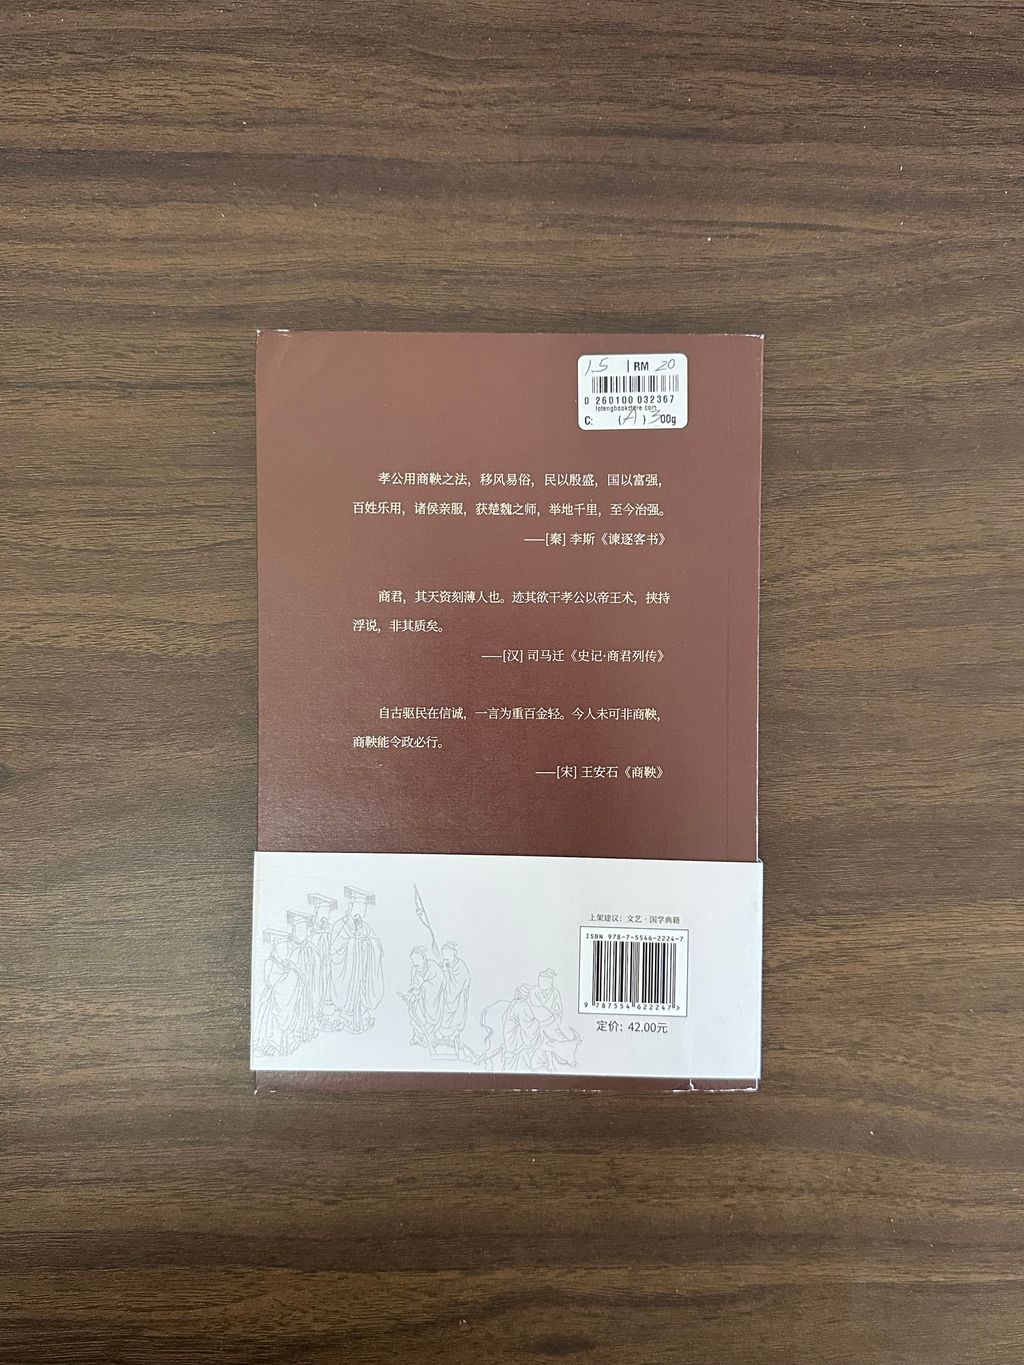 1.5 | RM 20
0 260100 032367
lotengbookstore.com
C: 00g
孝公用商鞅之法，移风易俗，民以殷盛，国以富强，
百姓乐用，诸侯亲服，获楚魏之师，举地千里，至今治强。
——[秦] 李斯《谏逐客书》
商君，其天资刻薄人也。迹其欲干孝公以帝王术，挟持
浮说，非其质矣。
——[汉] 司马迁《史记·商君列传》
自古驱民在信诚，一言为重百金轻。今人未可非商鞅，
商鞅能令政必行。
——[宋] 王安石《商鞅》
上架建议：文艺·国学典籍
ISBN 978-7-5546-2224-7
9 787554 622247 >
定价：42.00元